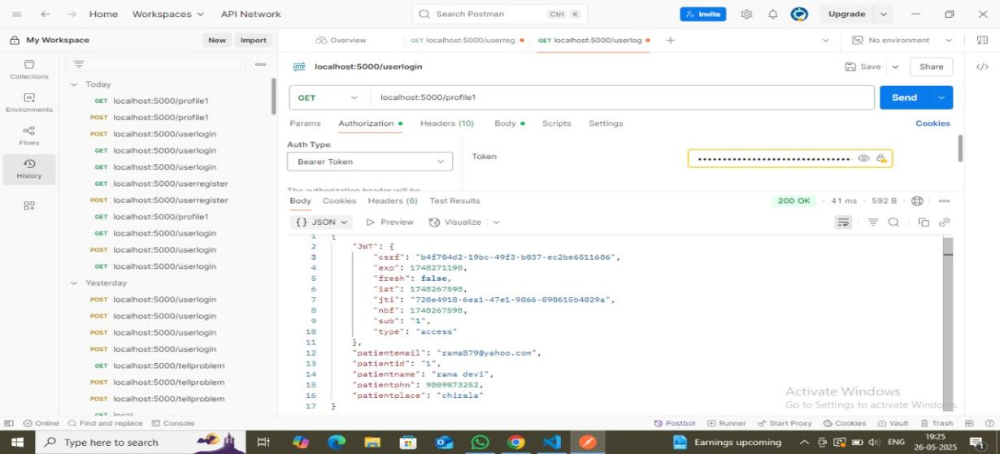 Home Workspaces API Network Search Postman Ctrl K Invite Upgrade
My Workspace New Import Overview GET localhost:5000/userreg GET localhost:5000/userlog No environment
Collections
Environments
Flows
History
Today
GET localhost:5000/profile1
POST localhost:5000/profile1
POST localhost:5000/userlogin
GET localhost:5000/userlogin
GET localhost:5000/userlogin
GET localhost:5000/userregister
POST localhost:5000/userregister
GET localhost:5000/profile1
GET localhost:5000/userlogin
POST localhost:5000/userlogin
GET localhost:5000/userlogin
Yesterday
POST localhost:5000/userlogin
POST localhost:5000/userlogin
POST localhost:5000/userlogin
POST localhost:5000/userlogin
GET localhost:5000/tellproblem
POST localhost:5000/tellproblem
POST localhost:5000/tellproblem
HTTP localhost:5000/userlogin Save Share
GET localhost:5000/profile1 Send
Params Authorization Headers (10) Body Scripts Settings Cookies
Auth Type
Bearer Token
Token
The authorization header will be
Body Cookies Headers (6) Test Results 200 OK 41 ms 592 B
{} JSON Preview Visualize
1 {
2 "JWT": {
3 "csrf": "b4f704d2-19bc-49f3-b037-ec2be6511686",
4 "exp": 1748271198,
5 "fresh": false,
6 "iat": 1748267598,
7 "jti": "720e4918-6ea1-47e1-9866-890615b4829a",
8 "nbf": 1748267598,
9 "sub": "1",
10 "type": "access"
11 },
12 "patientemail": "rama879@yahoo.com",
13 "patientid": "1",
14 "patientname": "rama devi",
15 "patientphn": 9009073252,
16 "patientplace": "chirala"
17 }
Activate Windows
Go to Settings to activate Windows.
Online Find and replace Console Postbot Runner Start Proxy Cookies Vault Trash
Type here to search Earnings upcoming ENG 19:25
26-05-2025